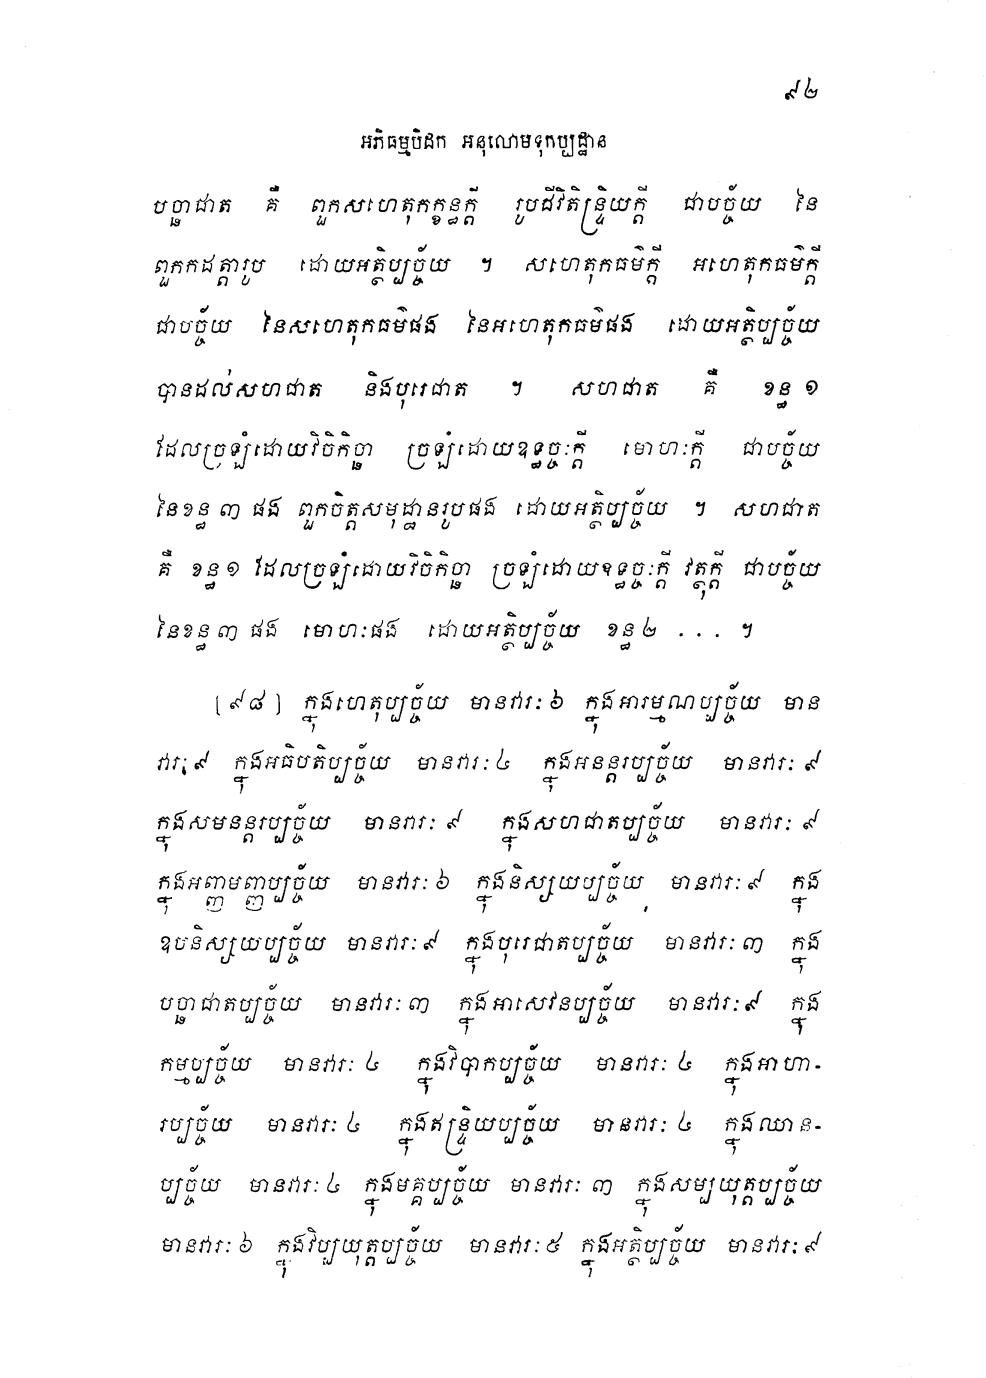 ៩២
អភិធម្មបិដក អនុលោមទុកប្បដ្ឋាន
បច្ឆាជាត គឺ ពួកសហេតុកក្ខន្ធក្តី រូបជីវិតិន្ទ្រិយក្តី ជាបច្ច័យ នៃ
ពួកកដត្តារូប ដោយអត្ថិប្បច្ច័យ ។ សហេតុកធម៌ក្តី អហេតុកធម៌ក្តី
ជាបច្ច័យ នៃសហេតុកធម៌ផង នៃអហេតុកធម៌ផង ដោយអត្ថិប្បច្ច័យ
បានដល់សហជាត និងបុរេជាត ។ សហជាត គឺ ខន្ធ ១
ដែលច្រឡំដោយវិចិកិច្ឆា ច្រឡំដោយឧទ្ធច្ចៈក្តី មោហៈក្តី ជាបច្ច័យ
នៃខន្ធ ៣ ផង ពួកចិត្តសមុដ្ឋានរូបផង ដោយអត្ថិប្បច្ច័យ ។ សហជាត
គឺ ខន្ធ ១ ដែលច្រឡំដោយវិចិកិច្ឆា ច្រឡំដោយឧទ្ធច្ចៈក្តី វត្ថុក្តី ជាបច្ច័យ
នៃខន្ធ ៣ ផង មោហៈផង ដោយអត្ថិប្បច្ច័យ ខន្ធ ២ ... ។
[៩៨] ក្នុងហេតុប្បច្ច័យ មានវារៈ ៦ ក្នុងអារម្មណប្បច្ច័យ មាន
វារៈ ៩ ក្នុងអធិបតិប្បច្ច័យ មានវារៈ ៤ ក្នុងអនន្តរប្បច្ច័យ មានវារៈ ៩
ក្នុងសមនន្តរប្បច្ច័យ មានវារៈ ៩ ក្នុងសហជាតប្បច្ច័យ មានវារៈ ៩
ក្នុងអញ្ញាមញ្ញប្បច្ច័យ មានវារៈ ៦ ក្នុងនិស្សយប្បច្ច័យ មានវារៈ ៩ ក្នុង
ឧបនិស្សយប្បច្ច័យ មានវារៈ ៩ ក្នុងបុរេជាតប្បច្ច័យ មានវារៈ ៣ ក្នុង
បច្ឆាជាតប្បច្ច័យ មានវារៈ ៣ ក្នុងអាសេវនប្បច្ច័យ មានវារៈ ៩ ក្នុង
កម្មប្បច្ច័យ មានវារៈ ៤ ក្នុងវិបាកប្បច្ច័យ មានវារៈ ៤ ក្នុងអាហា-
រប្បច្ច័យ មានវារៈ ៤ ក្នុងឥន្ទ្រិយប្បច្ច័យ មានវារៈ ៤ ក្នុងឈាន-
ប្បច្ច័យ មានវារៈ ៤ ក្នុងមគ្គប្បច្ច័យ មានវារៈ ៣ ក្នុងសម្បយុត្តប្បច្ច័យ
មានវារៈ ៦ ក្នុងវិប្បយុត្តប្បច្ច័យ មានវារៈ ៥ ក្នុងអត្ថិប្បច្ច័យ មានវារៈ ៩